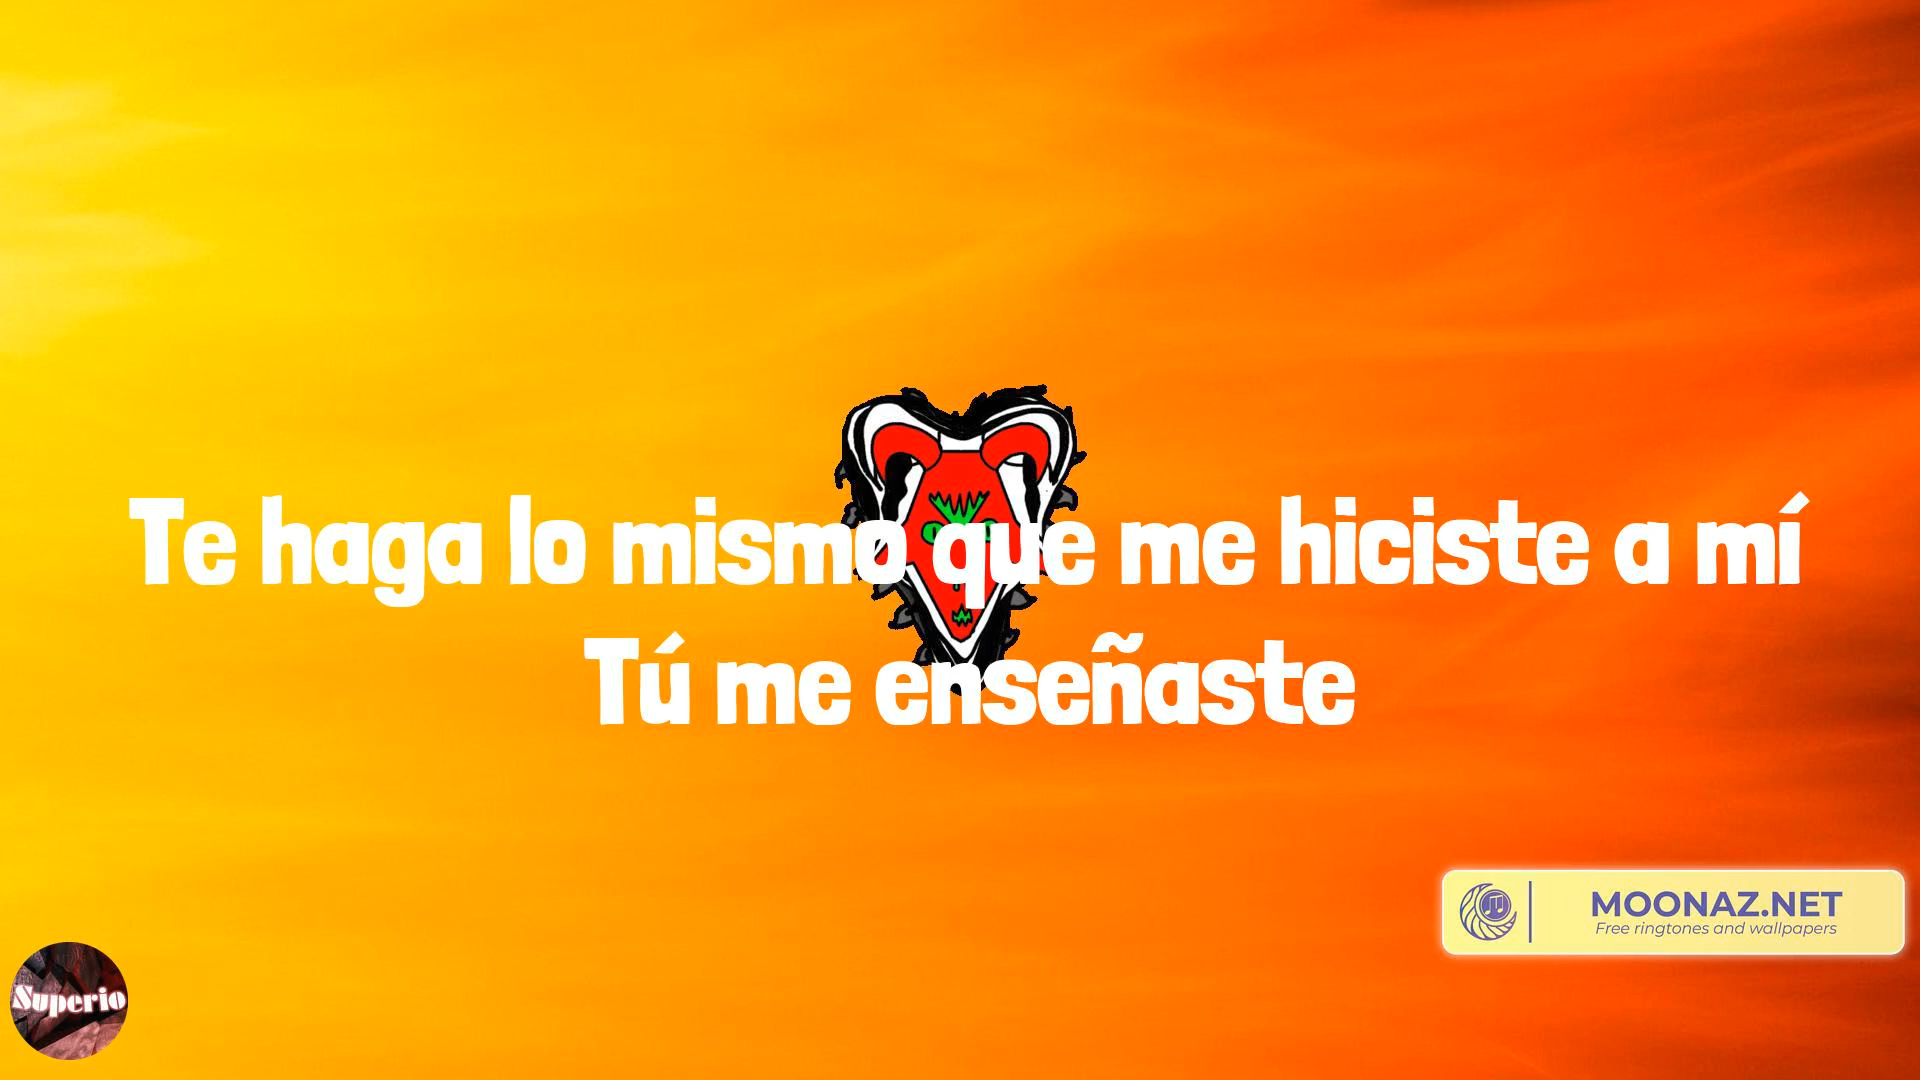 Te haga lo mismo que me hiciste a mí
Tú me enseñaste
MOONAZ.NET
Free ringtones and wallpapers
Superio